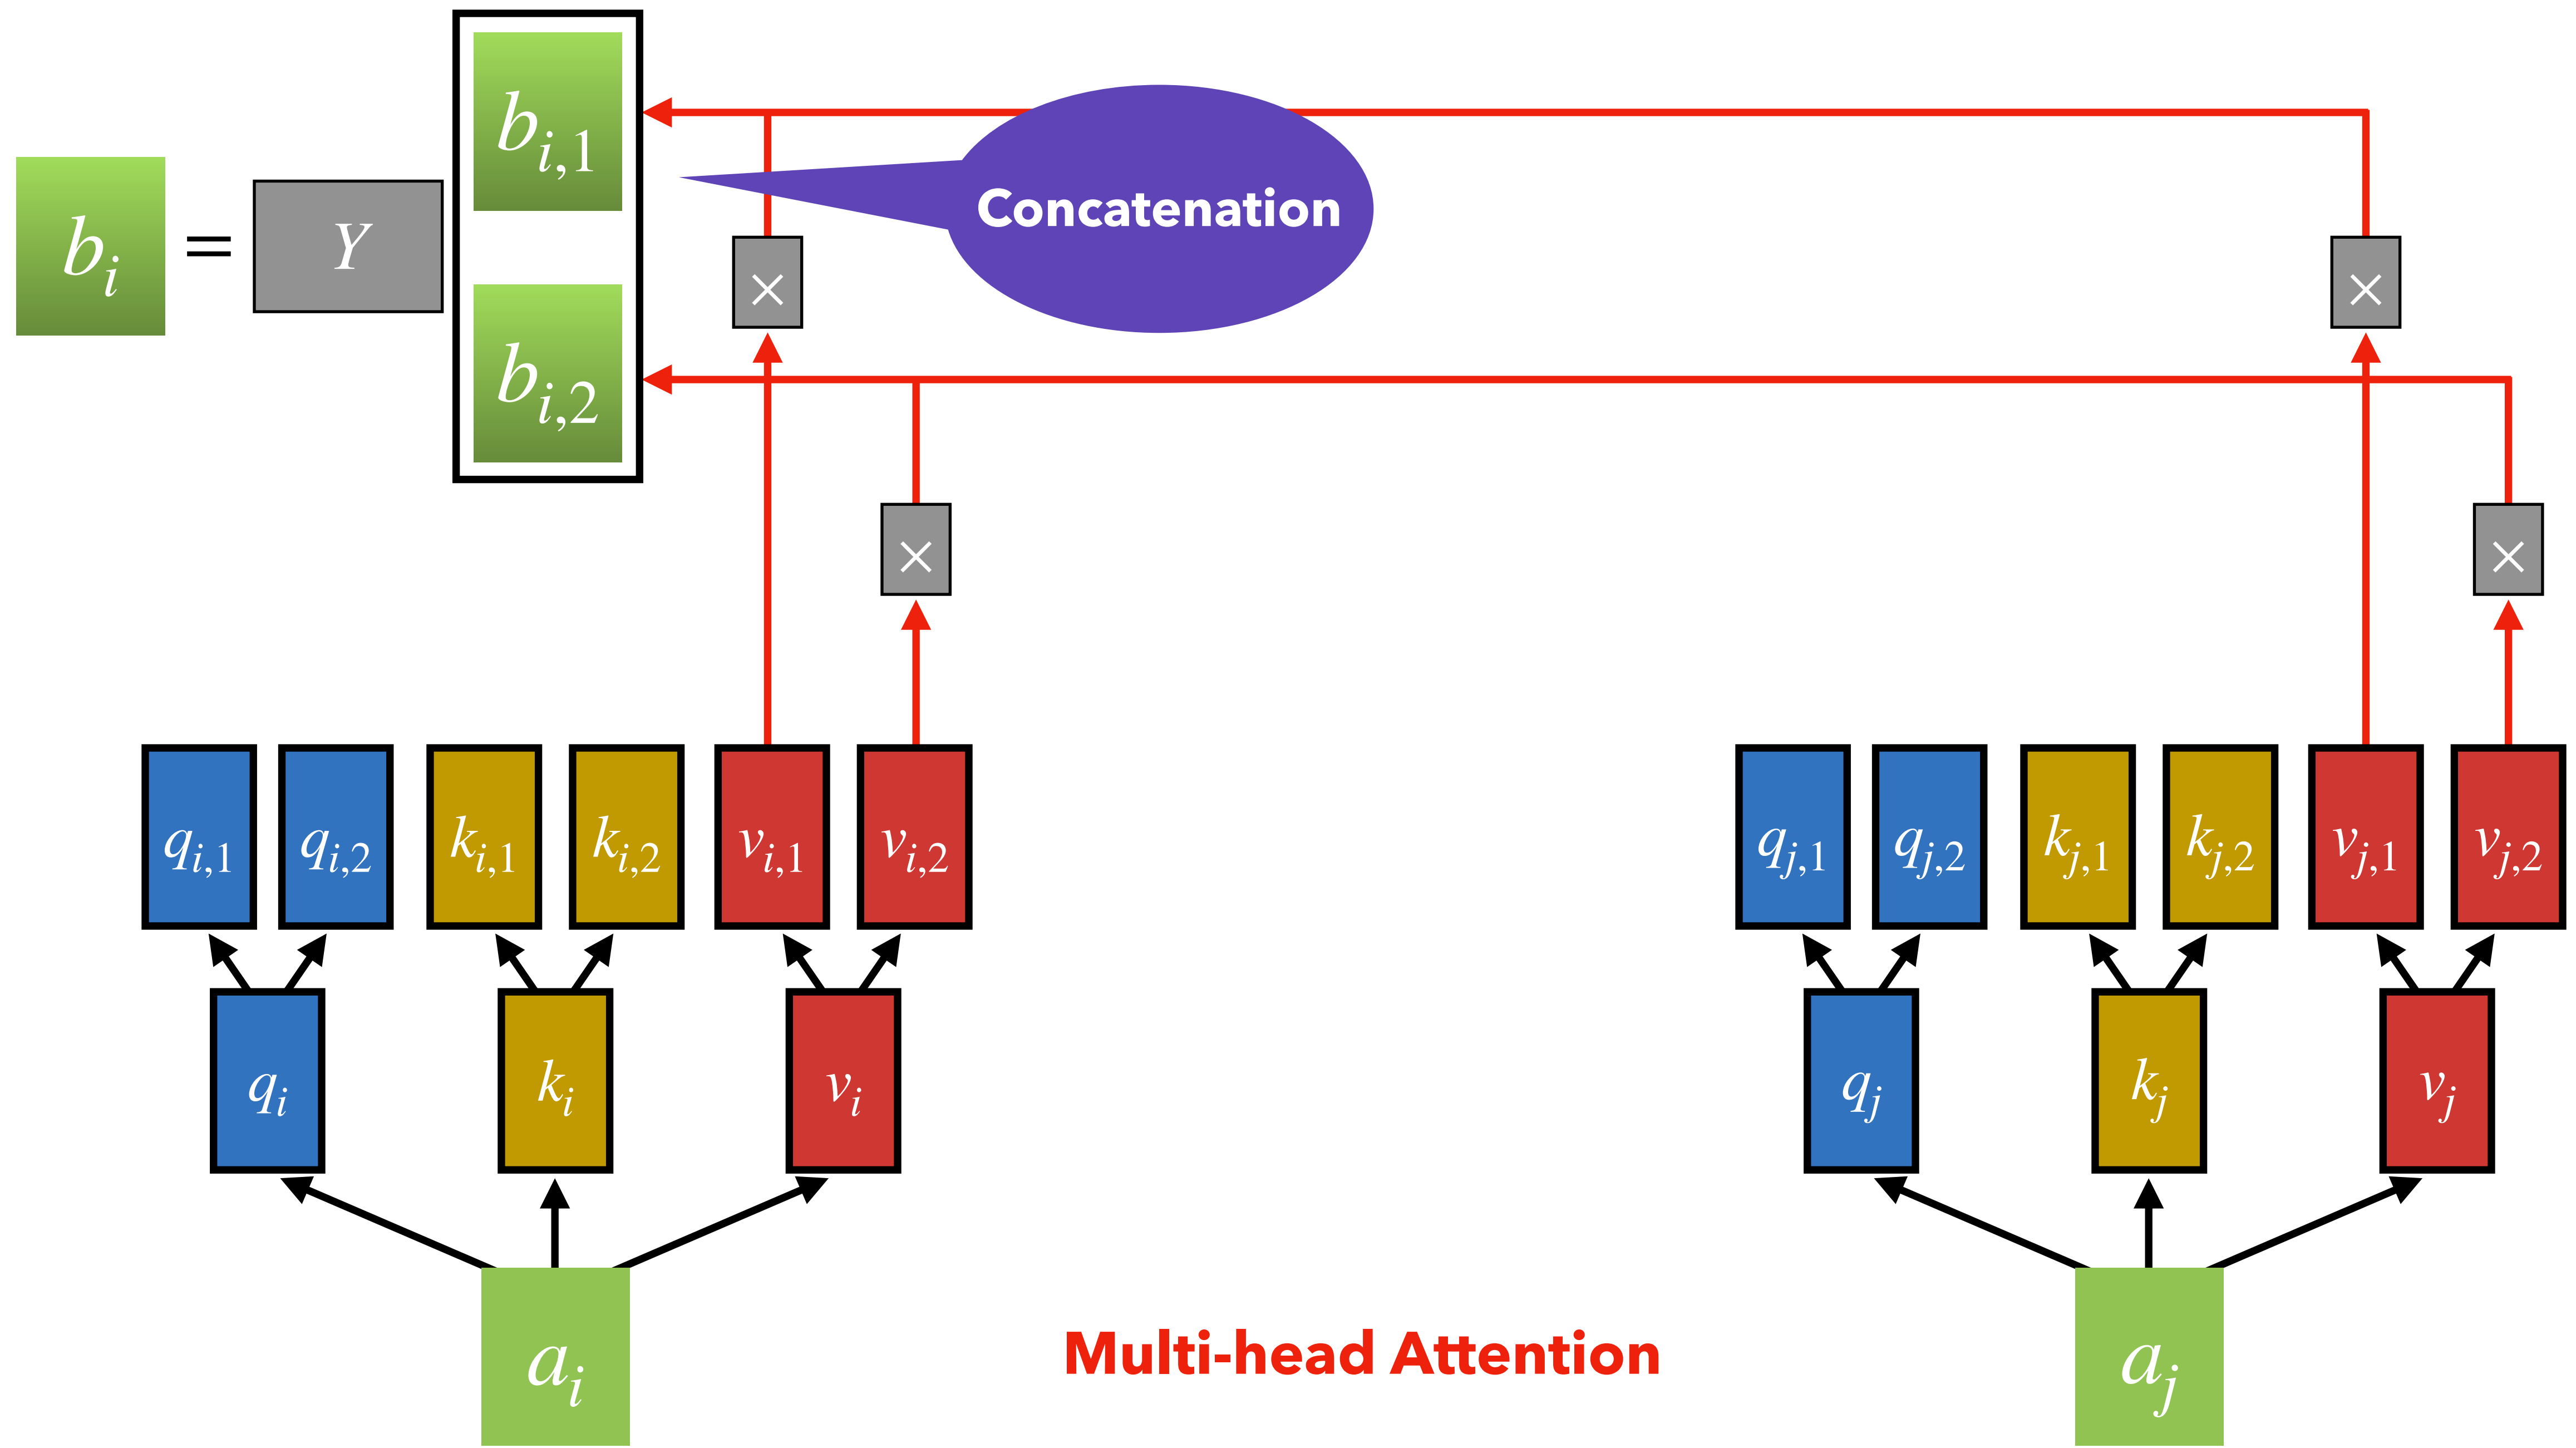 b_{i,1}
b_i = Y
Concatenation
×
×
b_{i,2}
×
×
q_{i,1} q_{i,2} k_{i,1} k_{i,2} v_{i,1} v_{i,2} q_{j,1} q_{j,2} k_{j,1} k_{j,2} v_{j,1} v_{j,2}
q_i k_i v_i q_j k_j v_j
a_i
Multi-head Attention
a_j